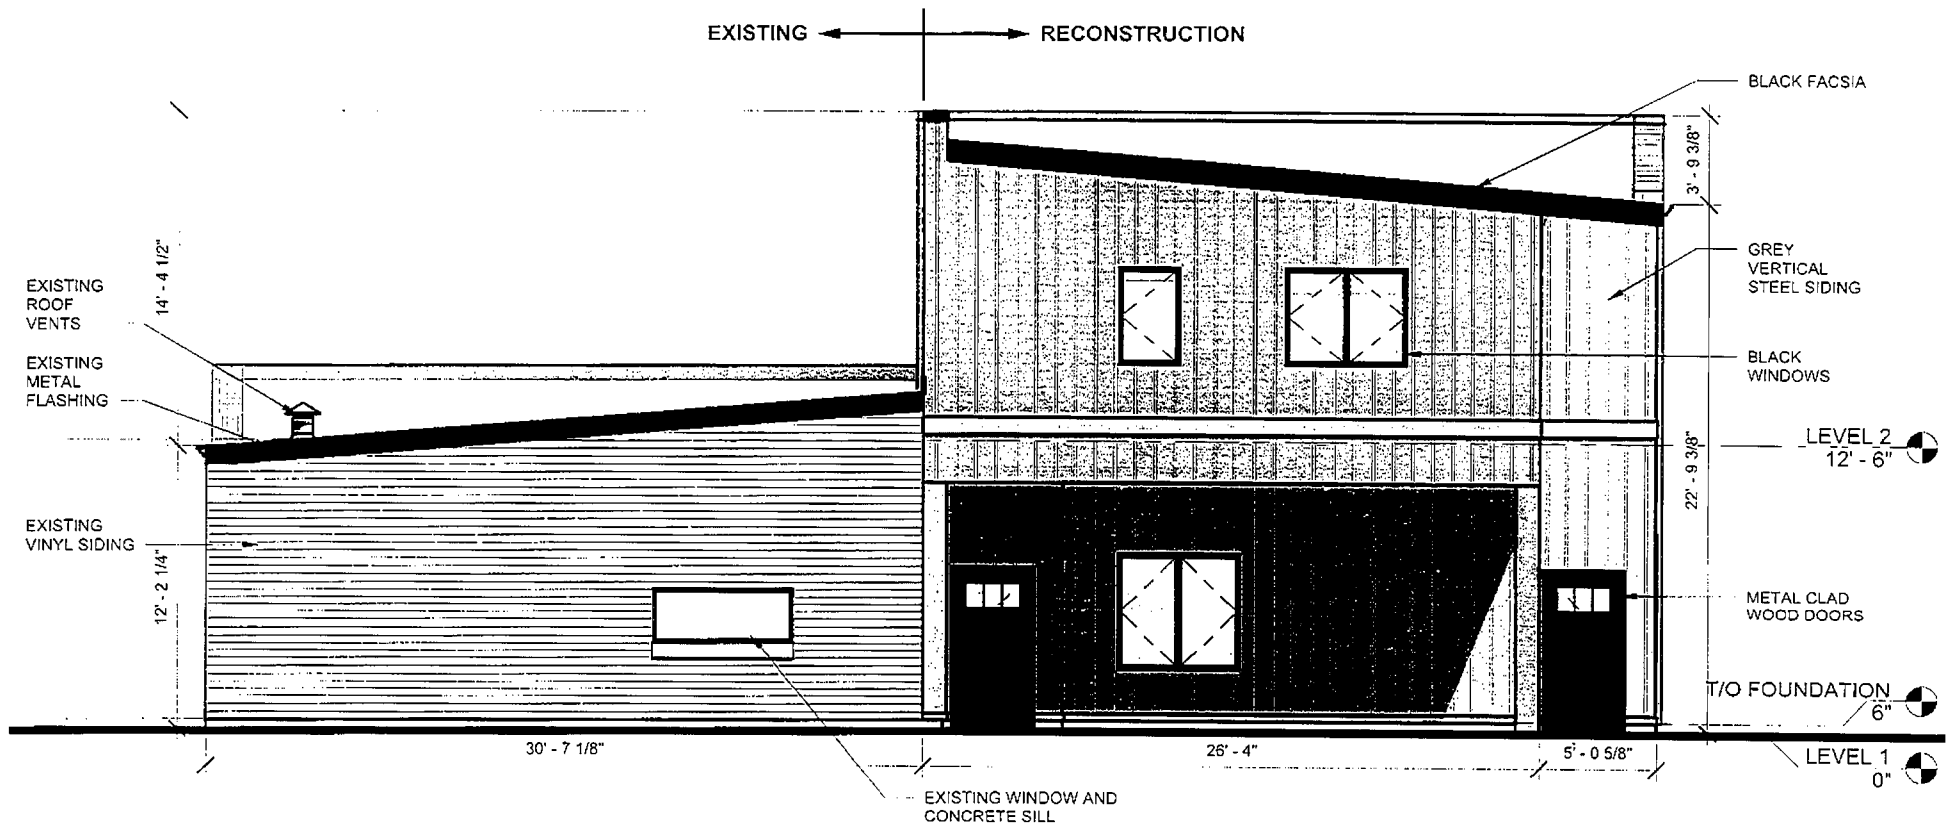 EXISTING
RECONSTRUCTION
BLACK FACSIA
3' - 9 3/8"
14' - 4 1/2"
EXISTING
ROOF
VENTS
GREY
VERTICAL
STEEL SIDING
EXISTING
METAL
FLASHING
BLACK
WINDOWS
LEVEL 2
12' - 6"
22' - 9 3/8"
EXISTING
VINYL SIDING
12' - 2 1/4"
METAL CLAD
WOOD DOORS
T/O FOUNDATION
6"
30' - 7 1/8"
26' - 4"
5' - 0 5/8"
LEVEL 1
0"
EXISTING WINDOW AND
CONCRETE SILL